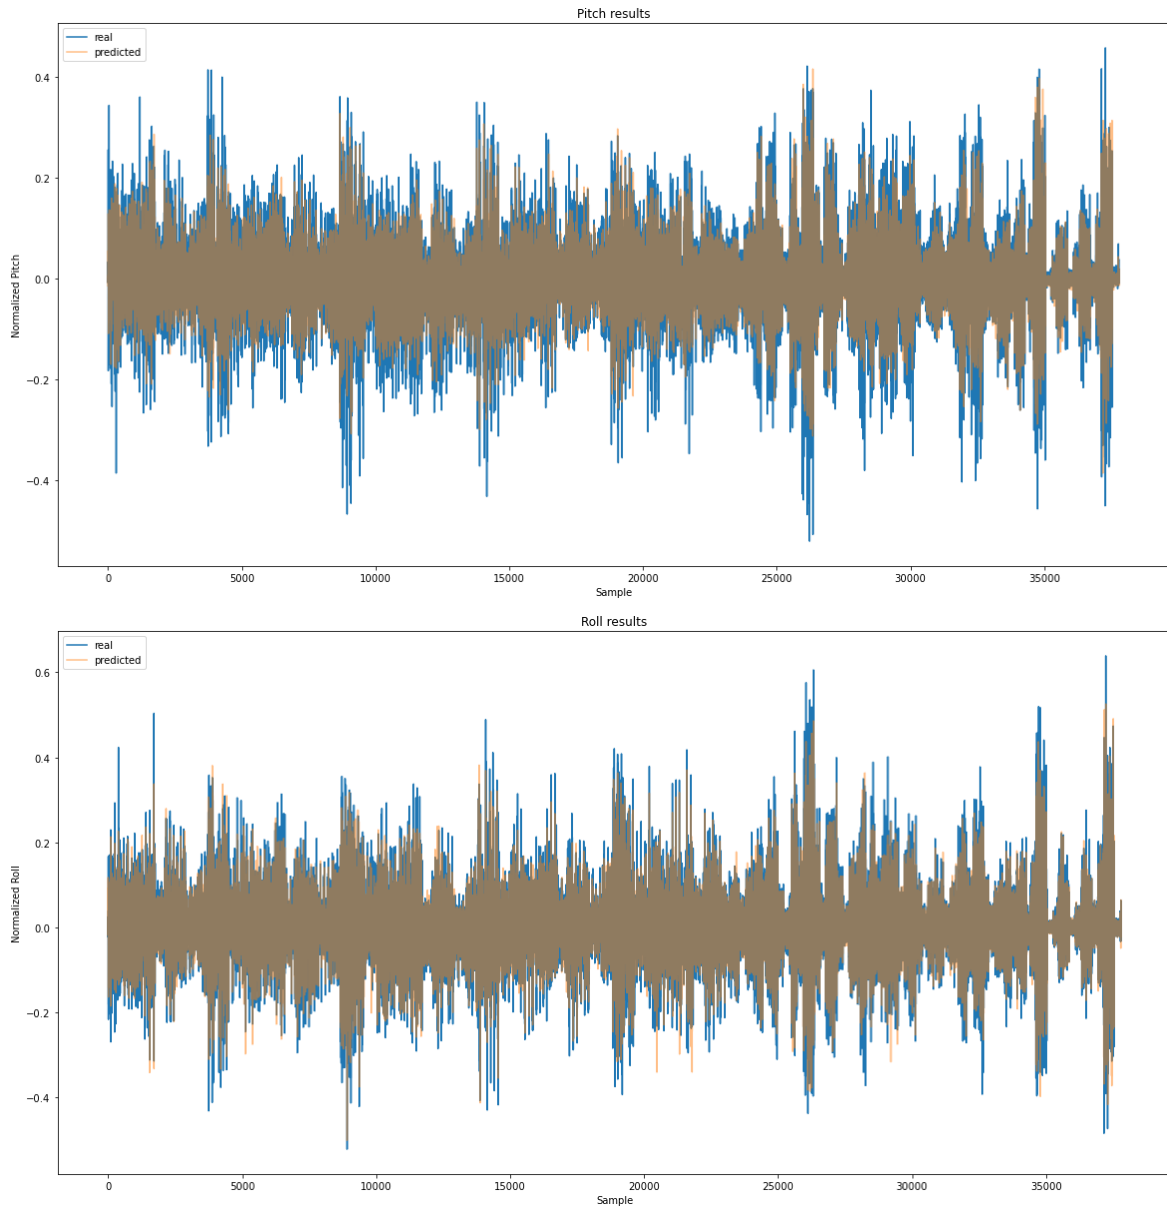 Pitch results
real
predicted
Normalized Pitch
0.4
0.2
0.0
−0.2
−0.4
0 5000 10000 15000 20000 25000 30000 35000
Sample
Roll results
real
predicted
Normalized Roll
0.6
0.4
0.2
0.0
−0.2
−0.4
0 5000 10000 15000 20000 25000 30000 35000
Sample